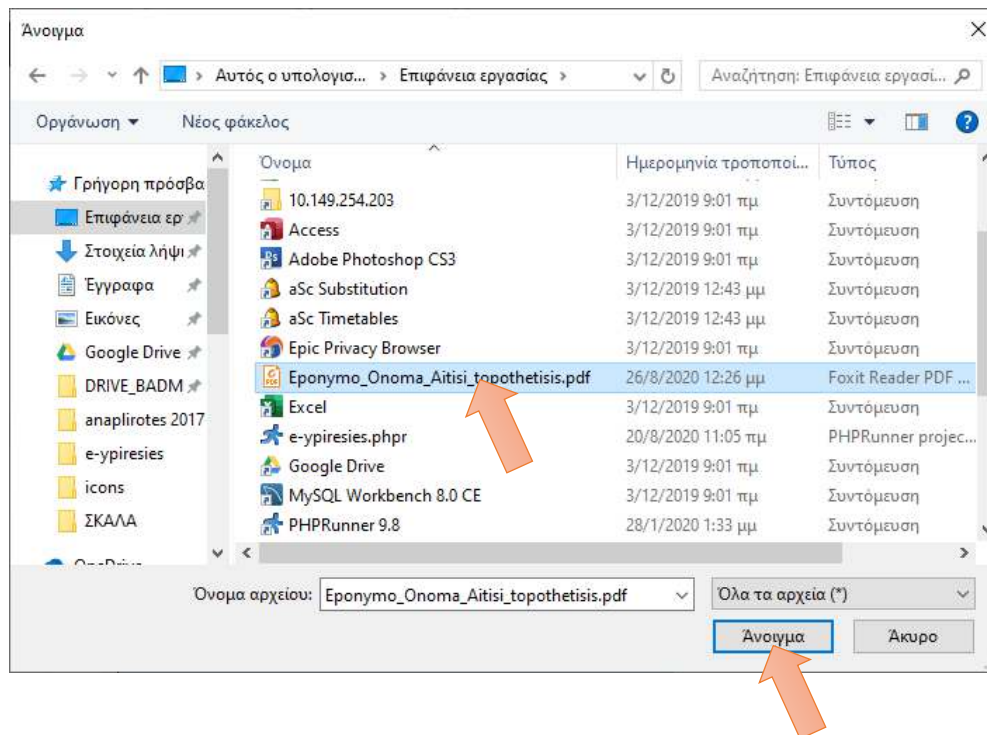 Άνοιγμα
Αυτός ο υπολογισ... › Επιφάνεια εργασίας ›
Αναζήτηση: Επιφάνεια εργασί...
Οργάνωση Νέος φάκελος
Όνομα Ημερομηνία τροποποί... Τύπος
Γρήγορη πρόσβα
Επιφάνεια ερ
Στοιχεία λήψι
Έγγραφα
Εικόνες
Google Drive
DRIVE_BADM
anaplirotes 2017
e-ypiresies
icons
ΣΚΑΛΑ
10.149.254.203 3/12/2019 9:01 πμ Συντόμευση
Access 3/12/2019 9:01 πμ Συντόμευση
Adobe Photoshop CS3 3/12/2019 9:01 πμ Συντόμευση
aSc Substitution 3/12/2019 12:43 μμ Συντόμευση
aSc Timetables 3/12/2019 12:43 μμ Συντόμευση
Epic Privacy Browser 3/12/2019 9:01 πμ Συντόμευση
Eponymo_Onoma_Aitisi_topothetisis.pdf 26/8/2020 12:26 μμ Foxit Reader PDF ...
Excel 3/12/2019 9:01 πμ Συντόμευση
e-ypiresies.phpr 20/8/2020 11:05 πμ PHPRunner projec...
Google Drive 3/12/2019 9:01 πμ Συντόμευση
MySQL Workbench 8.0 CE 3/12/2019 9:01 πμ Συντόμευση
PHPRunner 9.8 28/1/2020 1:33 μμ Συντόμευση
Όνομα αρχείου: Eponymo_Onoma_Aitisi_topothetisis.pdf Όλα τα αρχεία (*)
Άνοιγμα Άκυρο